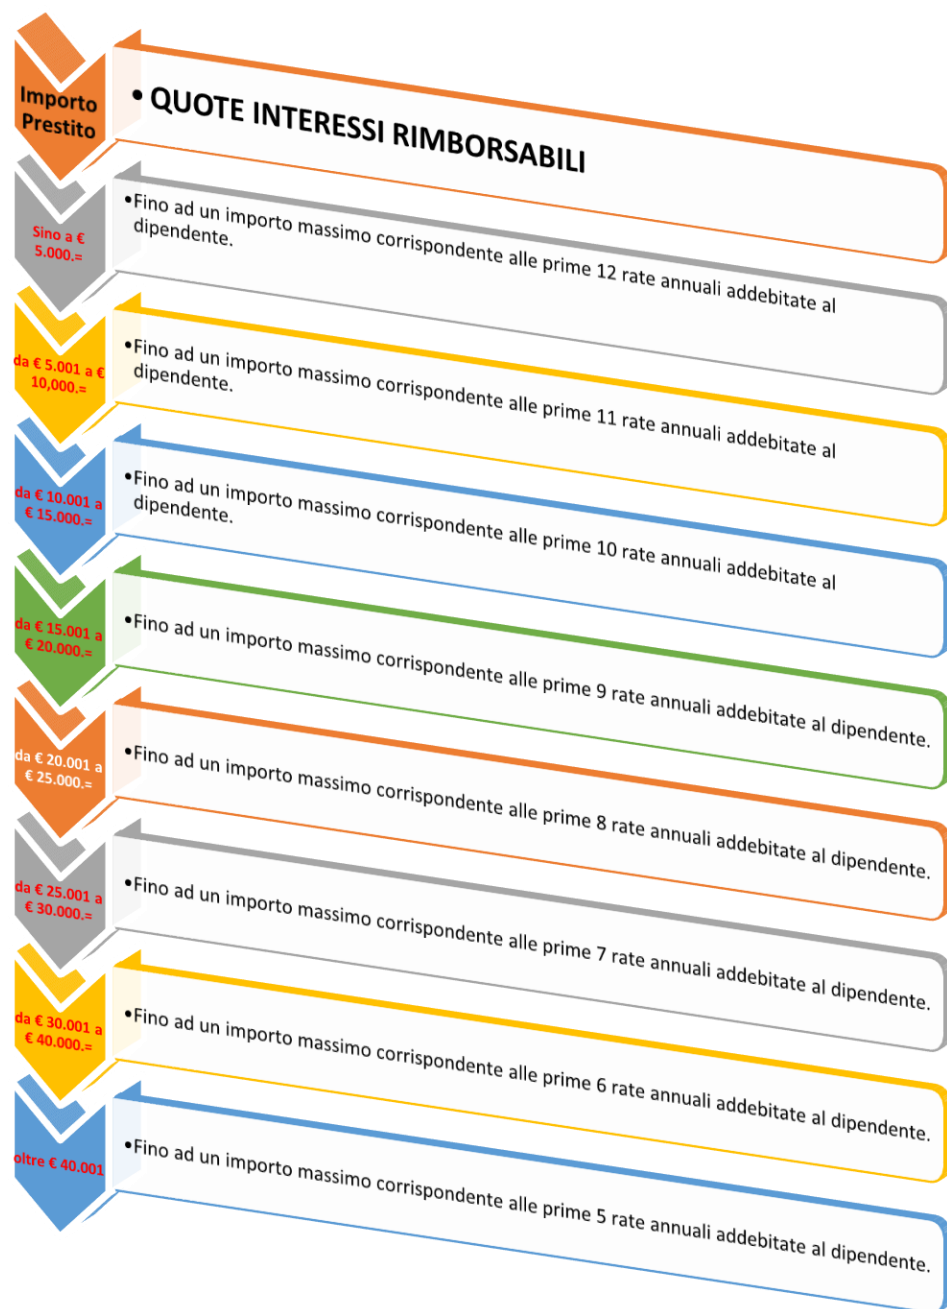 Importo
Prestito
• QUOTE INTERESSI RIMBORSABILI
Sino a €
5.000.=
•Fino ad un importo massimo corrispondente alle prime 12 rate annuali addebitate al
dipendente.
da € 5.001 a €
10,000.=
•Fino ad un importo massimo corrispondente alle prime 11 rate annuali addebitate al
dipendente.
da € 10.001 a
€ 15.000.=
•Fino ad un importo massimo corrispondente alle prime 10 rate annuali addebitate al
dipendente.
da € 15.001 a
€ 20.000.=
•Fino ad un importo massimo corrispondente alle prime 9 rate annuali addebitate al dipendente.
da € 20.001 a
€ 25.000.=
•Fino ad un importo massimo corrispondente alle prime 8 rate annuali addebitate al dipendente.
da € 25.001 a
€ 30.000.=
•Fino ad un importo massimo corrispondente alle prime 7 rate annuali addebitate al dipendente.
da € 30.001 a
€ 40.000.=
•Fino ad un importo massimo corrispondente alle prime 6 rate annuali addebitate al dipendente.
oltre € 40.001
•Fino ad un importo massimo corrispondente alle prime 5 rate annuali addebitate al dipendente.